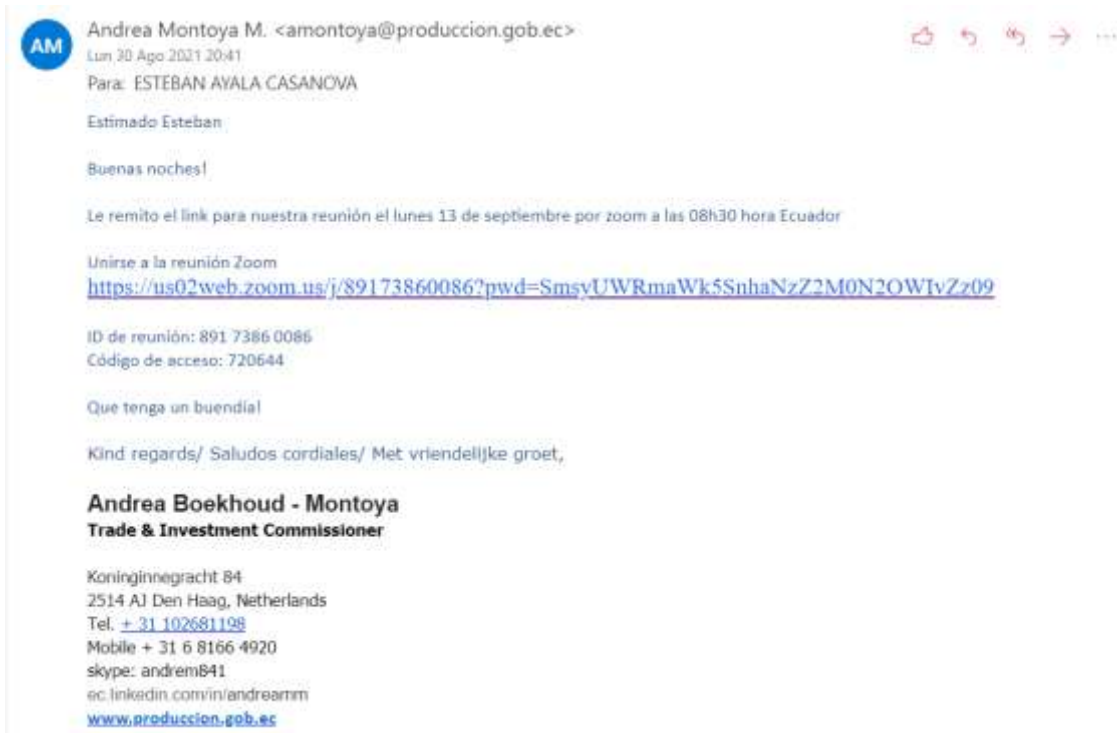 AM
Andrea Montoya M. <amontoya@produccion.gob.ec>
Lun 30 Ago 2021 20:41
Para: ESTEBAN AYALA CASANOVA
Estimado Esteban
Buenas noches!
Le remito el link para nuestra reunión el lunes 13 de septiembre por zoom a las 08h30 hora Ecuador
Unirse a la reunión Zoom
https://us02web.zoom.us/j/89173860086?pwd=SmsyUWRmaWk5SnhaNzZ2M0N2OWIvZz09
ID de reunión: 891 7386 0086
Código de acceso: 720644
Que tenga un buendía!
Kind regards/ Saludos cordiales/ Met vriendelijke groet,
Andrea Boekhoud - Montoya
Trade & Investment Commissioner
Koninginnegracht 84
2514 AJ Den Haag, Netherlands
Tel. + 31 102681198
Mobile + 31 6 8166 4920
skype: andrem841
ec.linkedin.com/in/andreamm
www.produccion.gob.ec